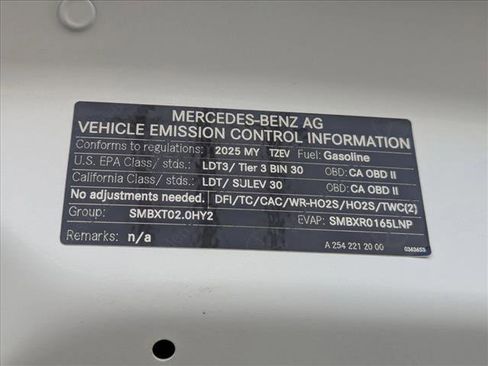 MERCEDES-BENZ AG
VEHICLE EMISSION CONTROL INFORMATION
Conforms to regulations: 2025 MY TZEV Fuel: Gasoline
U.S. EPA Class/ stds.: LDT3/ Tier 3 BIN 30 OBD: CA OBD II
California Class/ stds.: LDT/ SULEV 30 OBD: CA OBD II
No adjustments needed. DFI/TC/CAC/WR-HO2S/HO2S/TWC(2)
Group: SMBXT02.0HY2 EVAP: SMBXR0165LNP
Remarks: n/a A 254 221 20 00